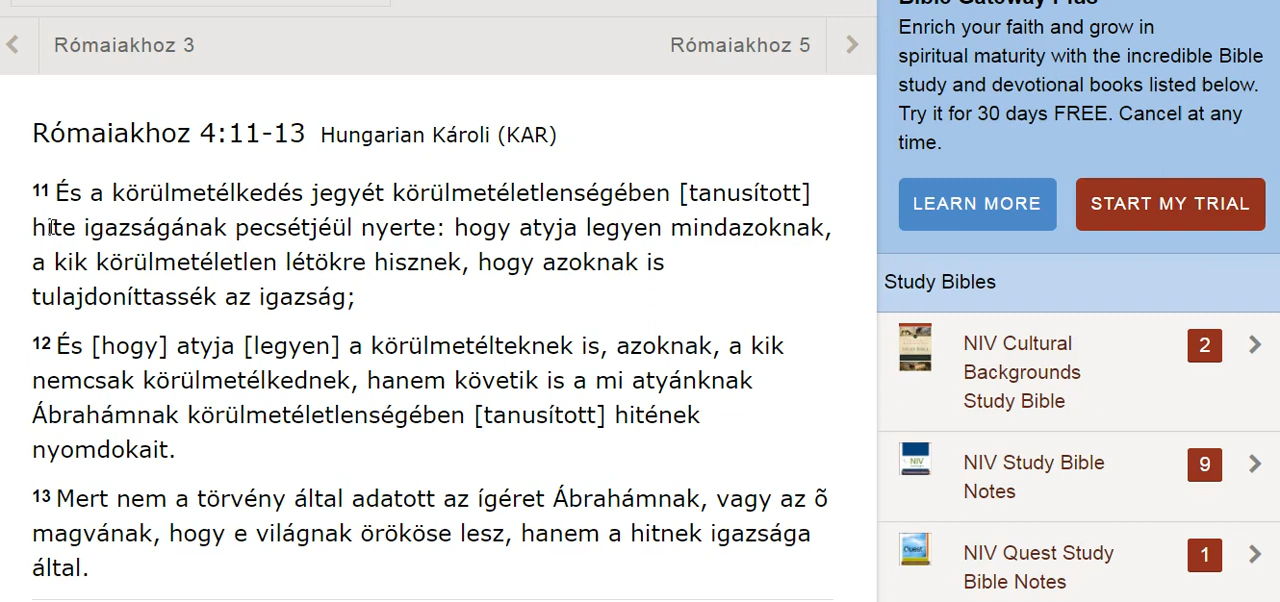 Bible Gateway Plus
Rómaiakhoz 3
Rómaiakhoz 5
Enrich your faith and grow in
spiritual maturity with the incredible Bible
study and devotional books listed below.
Try it for 30 days FREE. Cancel at any
time.
LEARN MORE
START MY TRIAL
Rómaiakhoz 4:11-13 Hungarian Károli (KAR)
11 És a körülmetélkedés jegyét körülmetéletlenségében [tanusított]
hite igazságának pecsétjéül nyerte: hogy atyja legyen mindazoknak,
a kik körülmetéletlen létökre hisznek, hogy azoknak is
tulajdoníttassék az igazság;
12 És [hogy] atyja [legyen] a körülmetélteknek is, azoknak, a kik
nemcsak körülmetélkednek, hanem követik is a mi atyánknak
Ábrahámnak körülmetéletlenségében [tanusított] hitének
nyomdokait.
13 Mert nem a törvény által adatott az ígéret Ábrahámnak, vagy az õ
magvának, hogy e világnak örököse lesz, hanem a hitnek igazsága
által.
Study Bibles
NIV Cultural
Backgrounds
Study Bible
2
NIV Study Bible
Notes
9
NIV Quest Study
Bible Notes
1